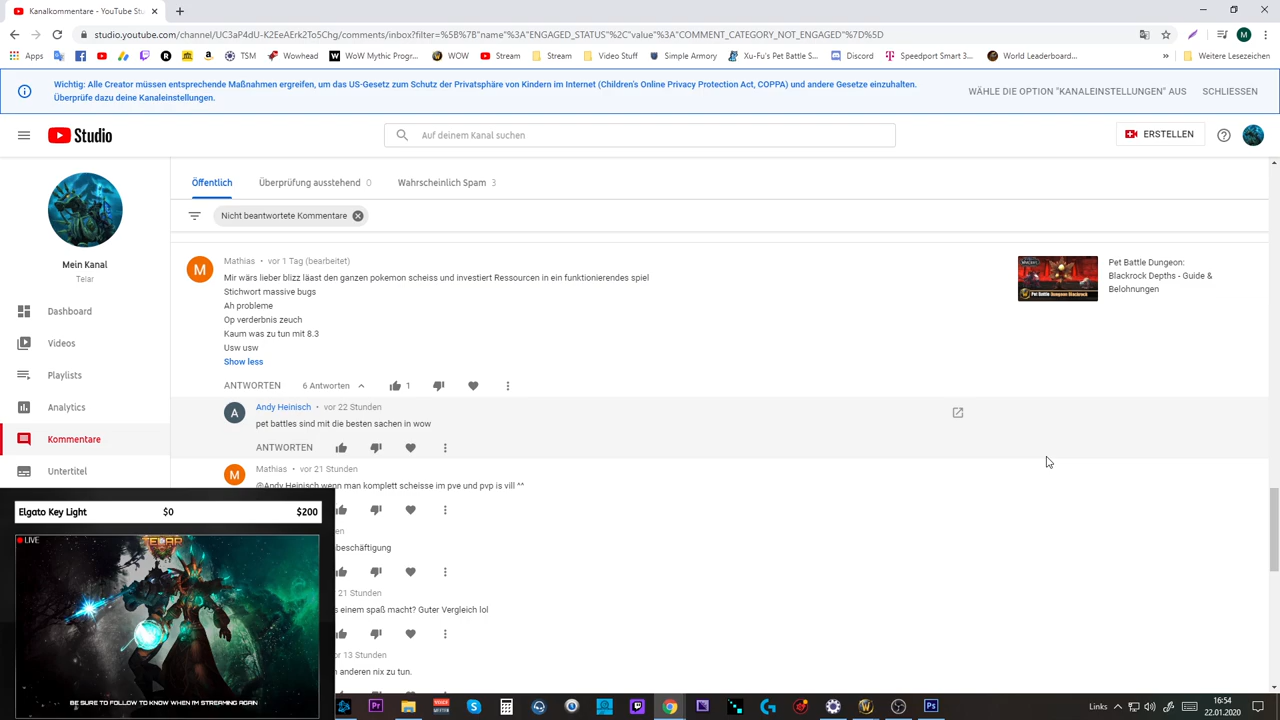 Kanalkommentare - YouTube St
studio.youtube.com/channel/UC3aP4dU-K2EeAErk2To5Chg/comments/inbox?filter=%5B%7B"name"%3A"ENGAGED_STATUS"%2C"value"%3A"COMMENT_CATEGORY_NOT_ENGAGED"%7D%5D
Apps TSM Wowhead WoW Mythic Progr... WOW Stream Stream Video Stuff Simple Armory Xu-Fu's Pet Battle S... Discord Speedport Smart 3... World Leaderboard... » Weitere Lesezeichen
Wichtig: Alle Creator müssen entsprechende Maßnahmen ergreifen, um das US-Gesetz zum Schutz der Privatsphäre von Kindern im Internet (Children's Online Privacy Protection Act, COPPA) und andere Gesetze einzuhalten.
Überprüfe dazu deine Kanaleinstellungen.
WÄHLE DIE OPTION "KANALEINSTELLUNGEN" AUS SCHLIESSEN
Studio
Auf deinem Kanal suchen
ERSTELLEN
Öffentlich Überprüfung ausstehend 0 Wahrscheinlich Spam 3
Nicht beantwortete Kommentare
Mein Kanal
Telar
Dashboard
Videos
Playlists
Analytics
Kommentare
Untertitel
M
Mathias • vor 1 Tag (bearbeitet)
Mir wärs lieber blizz läast den ganzen pokemon scheiss und investiert Ressourcen in ein funktionierendes spiel
Stichwort massive bugs
Ah probleme
Op verderbnis zeuch
Kaum was zu tun mit 8.3
Usw usw
Show less
ANTWORTEN 6 Antworten 1
Pet Battle Dungeon:
Blackrock Depths - Guide &
Belohnungen
A
Andy Heinisch • vor 22 Stunden
pet battles sind mit die besten sachen in wow
ANTWORTEN
M
Mathias • vor 21 Stunden
@Andy Heinisch wenn man komplett scheisse im pve und pvp is vill ^^
en
beschäftigung
21 Stunden
s einem spaß macht? Guter Vergleich lol
or 13 Stunden
anderen nix zu tun.
Elgato Key Light $0 $200
LIVE
TELAR
BE SURE TO FOLLOW TO KNOW WHEN I'M STREAMING AGAIN
Links
16:54
22.01.2020